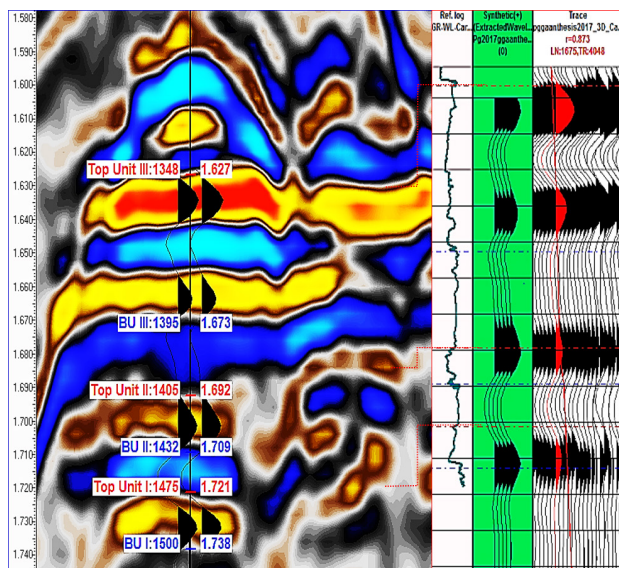 1.580
1.590
1.600
1.610
1.620
1.630
1.640
1.650
1.660
1.670
1.680
1.690
1.700
1.710
1.720
1.730
1.740
Top Unit III:1348 1.627
BU III:1395 1.673
Top Unit II:1405 1.692
BU II:1432 1.709
Top Unit I:1475 1.721
BU I:1500 1.738
Ref. log
GR-WL-Car...
Synthetic(+)
(ExtractedWavel...
Pg2017ggaanthe...
(0)
Trace
pggaanthesis2017_3D_Ca...
r=0.873
LN:1675,TR:4048